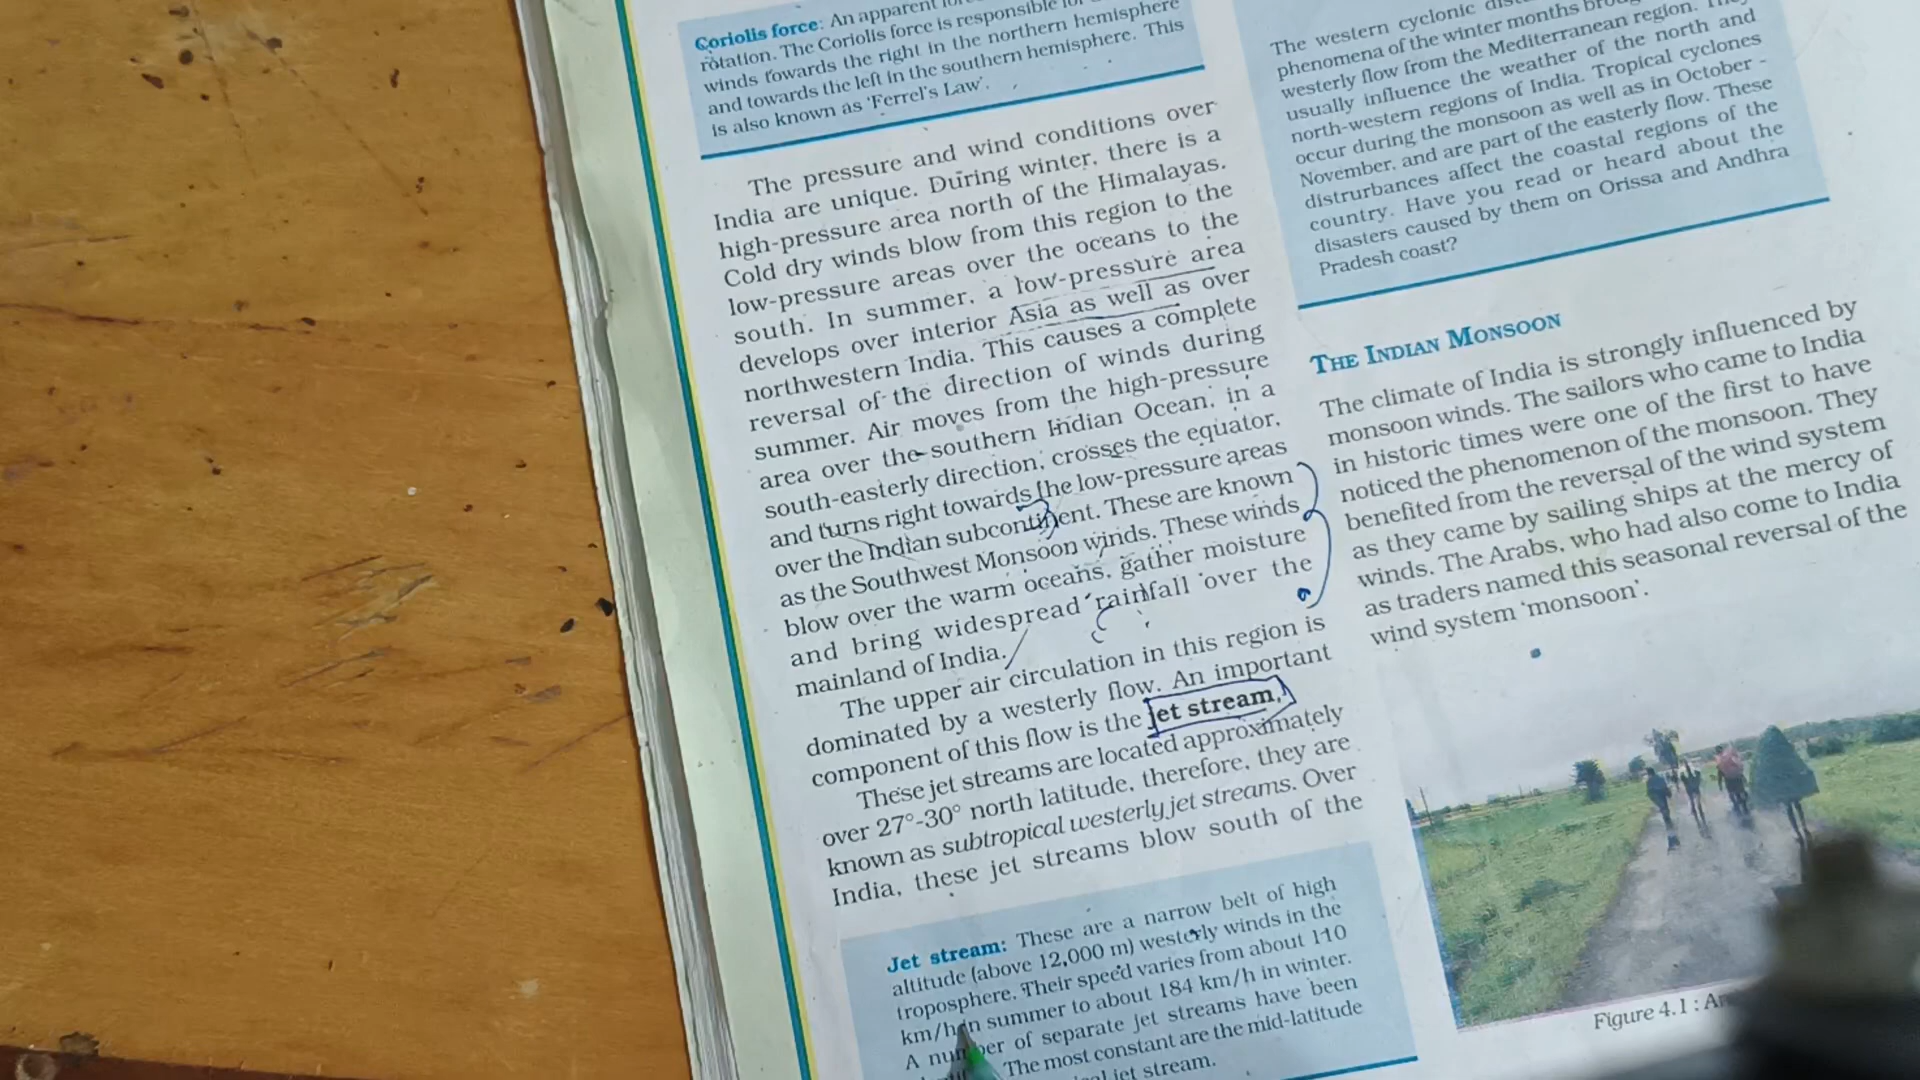 Coriolis force: An apparent
rotation. The Coriolis force is responsible
winds towards the right in the northern hemisphere
and towards the left in the southern hemisphere. This
is also known as 'Ferrel's Law'.
The pressure and wind conditions over
India are unique. During winter, there is a
high-pressure area north of the Himalayas.
Cold dry winds blow from this region to the
low-pressure areas over the oceans to the
south. In summer, a low-pressure area
develops over interior Asia as well as over
northwestern India. This causes a complete
reversal of the direction of winds during
summer. Air moves from the high-pressure
area over the southern Indian Ocean, in a
south-easterly direction, crosses the equator,
and turns right towards the low-pressure areas
over the Indian subcontinent. These are known
as the Southwest Monsoon winds. These winds
blow over the warm oceans, gather moisture
and bring widespread rainfall over the
mainland of India.
The upper air circulation in this region is
dominated by a westerly flow. An important
component of this flow is the jet stream.
These jet streams are located approximately
over 27°-30° north latitude, therefore, they are
known as subtropical westerly jet streams. Over
India, these jet streams blow south of the
Jet stream: These are a narrow belt of high
altitude (above 12,000 m) westerly winds in the
troposphere. Their speed varies from about 110
km/h in summer to about 184 km/h in winter.
A number of separate jet streams have been
The most constant are the mid-latitude
jet stream.
The western cyclonic
phenomena of the winter months
westerly flow from the Mediterranean region.
usually influence the weather of the north and
north-western regions of India. Tropical cyclones
occur during the monsoon as well as in October -
November, and are part of the easterly flow. These
distrurbances affect the coastal regions of the
country. Have you read or heard about the
disasters caused by them on Orissa and Andhra
Pradesh coast?
THE INDIAN MONSOON
The climate of India is strongly influenced by
monsoon winds. The sailors who came to India
in historic times were one of the first to have
noticed the phenomenon of the monsoon. They
benefited from the reversal of the wind system
as they came by sailing ships at the mercy of
winds. The Arabs, who had also come to India
as traders named this seasonal reversal of the
wind system 'monsoon'.
Figure 4.1 :